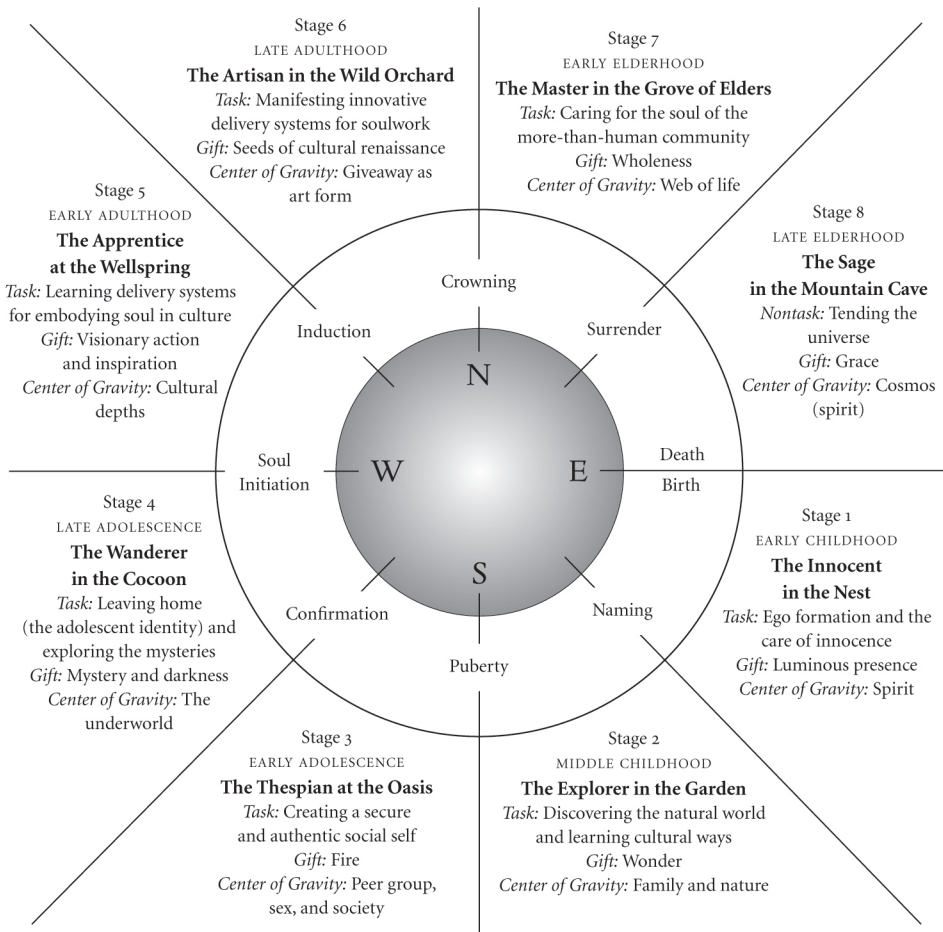 Stage 6
LATE ADULTHOOD
The Artisan in the Wild Orchard
Task: Manifesting innovative
delivery systems for soulwork
Gift: Seeds of cultural renaissance
Center of Gravity: Giveaway as
art form
Stage 7
EARLY ELDERHOOD
The Master in the Grove of Elders
Task: Caring for the soul of the
more-than-human community
Gift: Wholeness
Center of Gravity: Web of life
Stage 5
EARLY ADULTHOOD
The Apprentice
at the Wellspring
Task: Learning delivery systems
for embodying soul in culture
Gift: Visionary action
and inspiration
Center of Gravity: Cultural
depths
Stage 8
LATE ELDERHOOD
The Sage
in the Mountain Cave
Nontask: Tending the
universe
Gift: Grace
Center of Gravity: Cosmos
(spirit)
Crowning
Induction
Surrender
N
Soul
Initiation
W
E
Death
Birth
S
Confirmation
Naming
Puberty
Stage 4
LATE ADOLESCENCE
The Wanderer
in the Cocoon
Task: Leaving home
(the adolescent identity) and
exploring the mysteries
Gift: Mystery and darkness
Center of Gravity: The
underworld
Stage 1
EARLY CHILDHOOD
The Innocent
in the Nest
Task: Ego formation and the
care of innocence
Gift: Luminous presence
Center of Gravity: Spirit
Stage 3
EARLY ADOLESCENCE
The Thespian at the Oasis
Task: Creating a secure
and authentic social self
Gift: Fire
Center of Gravity: Peer group,
sex, and society
Stage 2
MIDDLE CHILDHOOD
The Explorer in the Garden
Task: Discovering the natural world
and learning cultural ways
Gift: Wonder
Center of Gravity: Family and nature